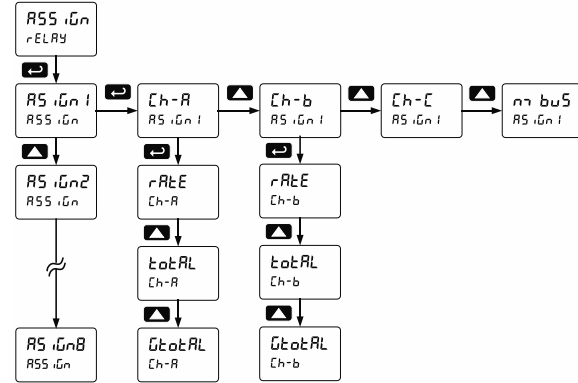 ASSiGn
rELAY
ASiGn1
ASSiGn
Ch-A
ASiGn1
Ch-b
ASiGn1
Ch-C
ASiGn1
m buS
ASiGn1
ASiGn2
ASSiGn
rAtE
Ch-A
rAtE
Ch-b
totAL
Ch-A
totAL
Ch-b
ASiGn8
ASSiGn
GtotAL
Ch-A
GtotAL
Ch-b